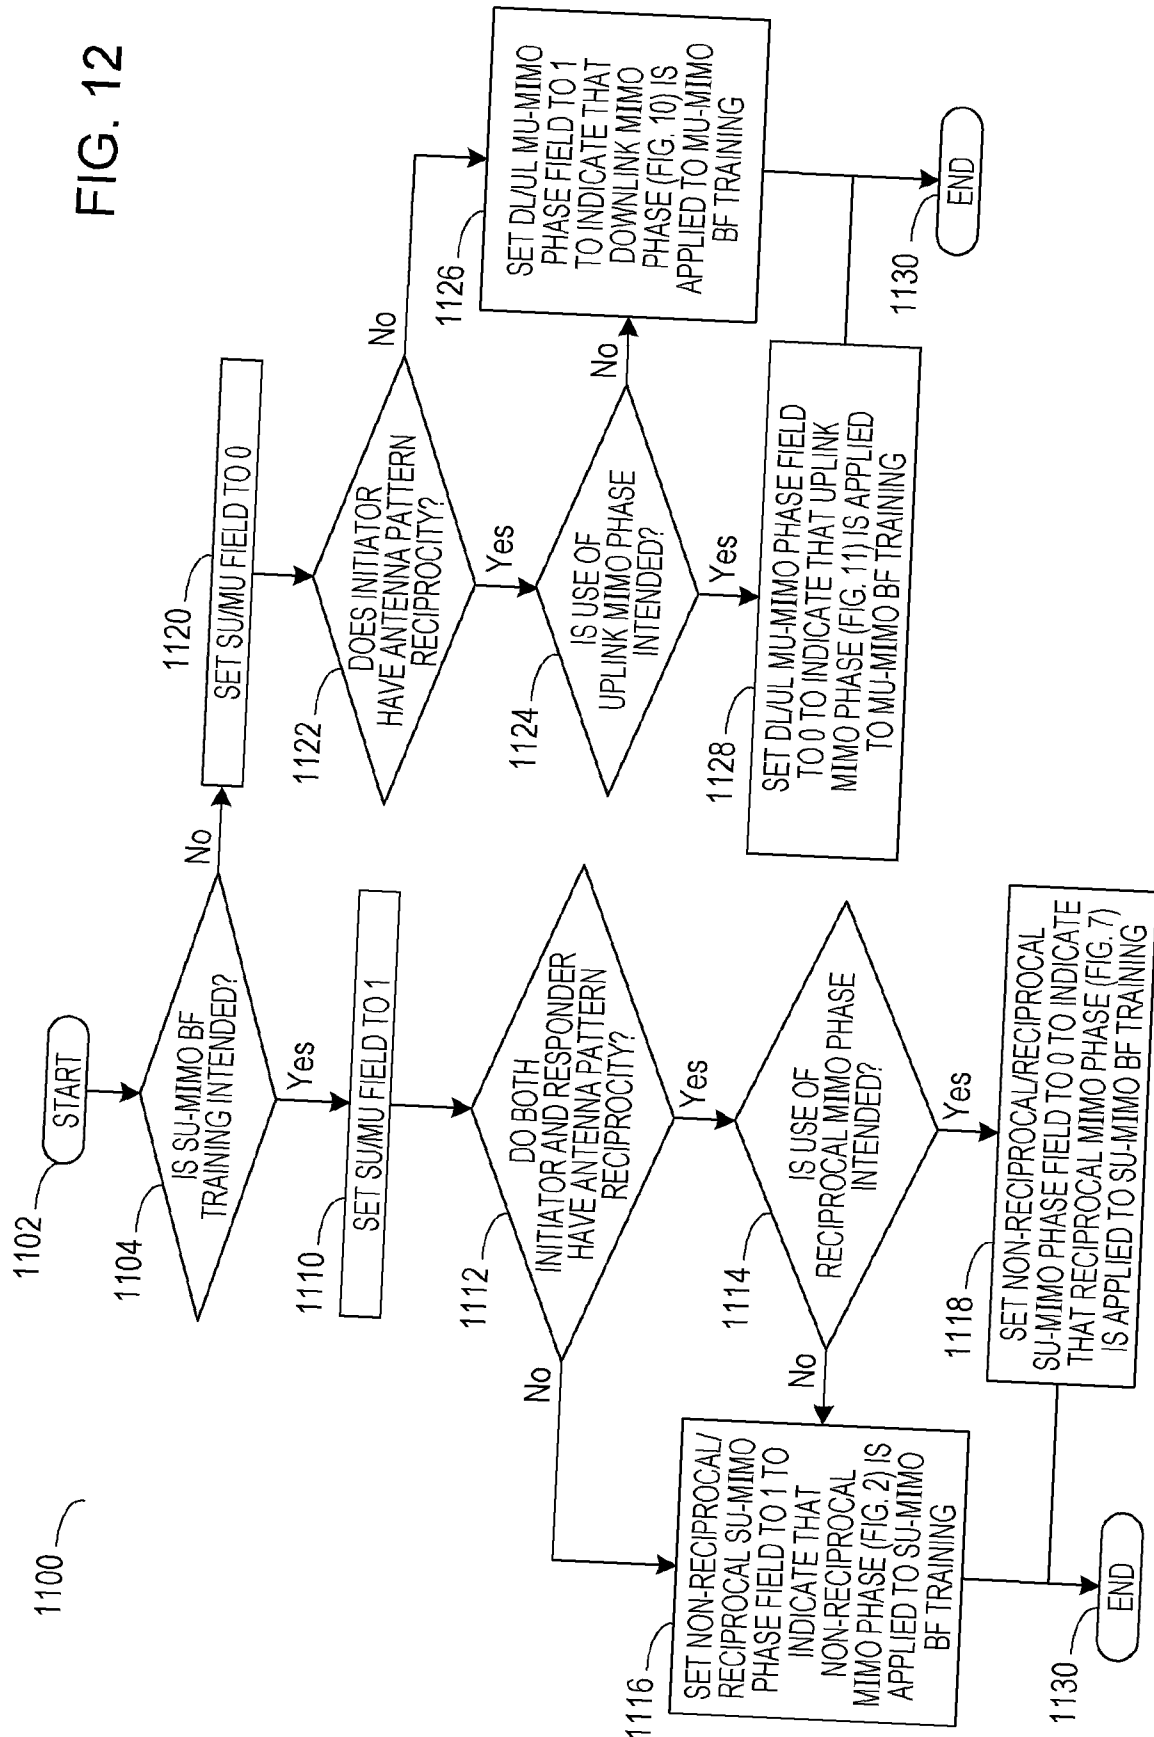 FIG. 12
1100
1102
START
1104
IS SU-MIMO BF
TRAINING INTENDED?
No
Yes
1110
SET SU/MU FIELD TO 1
1112
DO BOTH
INITIATOR AND RESPONDER
HAVE ANTENNA PATTERN
RECIPROCITY?
No
Yes
1114
IS USE OF
RECIPROCAL MIMO PHASE
INTENDED?
No
Yes
1116
SET NON-RECIPROCAL/
RECIPROCAL SU-MIMO
PHASE FIELD TO 1 TO
INDICATE THAT
NON-RECIPROCAL
MIMO PHASE (FIG. 2) IS
APPLIED TO SU-MIMO
BF TRAINING
1118
SET NON-RECIPROCAL/RECIPROCAL
SU-MIMO PHASE FIELD TO 0 TO INDICATE
THAT RECIPROCAL MIMO PHASE (FIG. 7)
IS APPLIED TO SU-MIMO BF TRAINING
1130
END
1120
SET SU/MU FIELD TO 0
1122
DOES INITIATOR
HAVE ANTENNA PATTERN
RECIPROCITY?
No
Yes
1124
IS USE OF
UPLINK MIMO PHASE
INTENDED?
No
Yes
1126
SET DL/UL MU-MIMO
PHASE FIELD TO 1
TO INDICATE THAT
DOWNLINK MIMO
PHASE (FIG. 10) IS
APPLIED TO MU-MIMO
BF TRAINING
1128
SET DL/UL MU-MIMO PHASE FIELD
TO 0 TO INDICATE THAT UPLINK
MIMO PHASE (FIG. 11) IS APPLIED
TO MU-MIMO BF TRAINING
1130
END